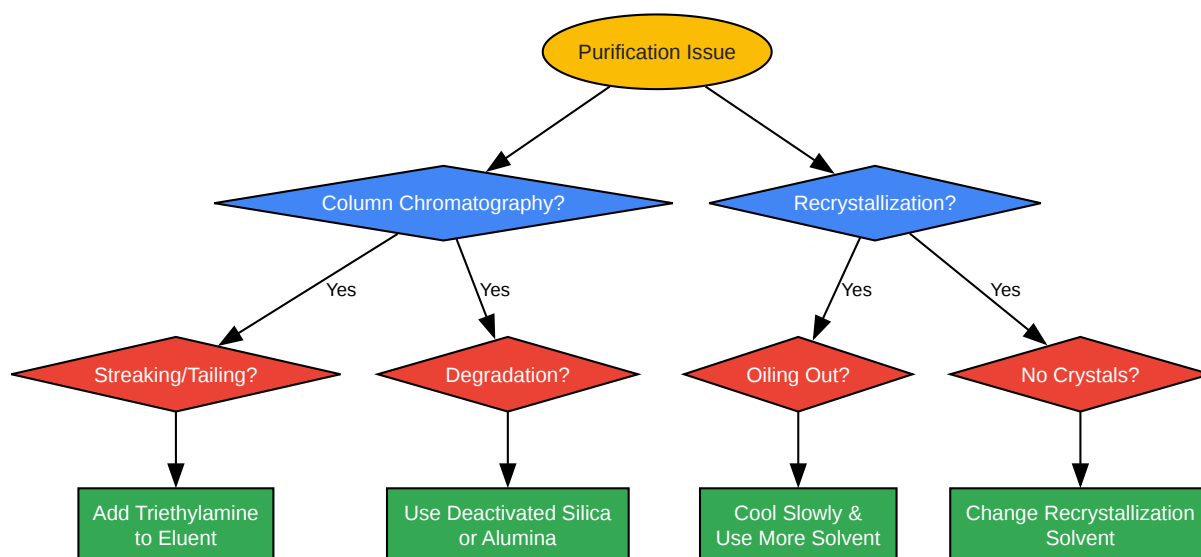 Purification Issue
Column Chromatography?
Recrystallization?
Yes
Yes
Yes
Yes
Streaking/Tailing?
Degradation?
Oiling Out?
No Crystals?
Add Triethylamine
to Eluent
Use Deactivated Silica
or Alumina
Cool Slowly &
Use More Solvent
Change Recrystallization
Solvent